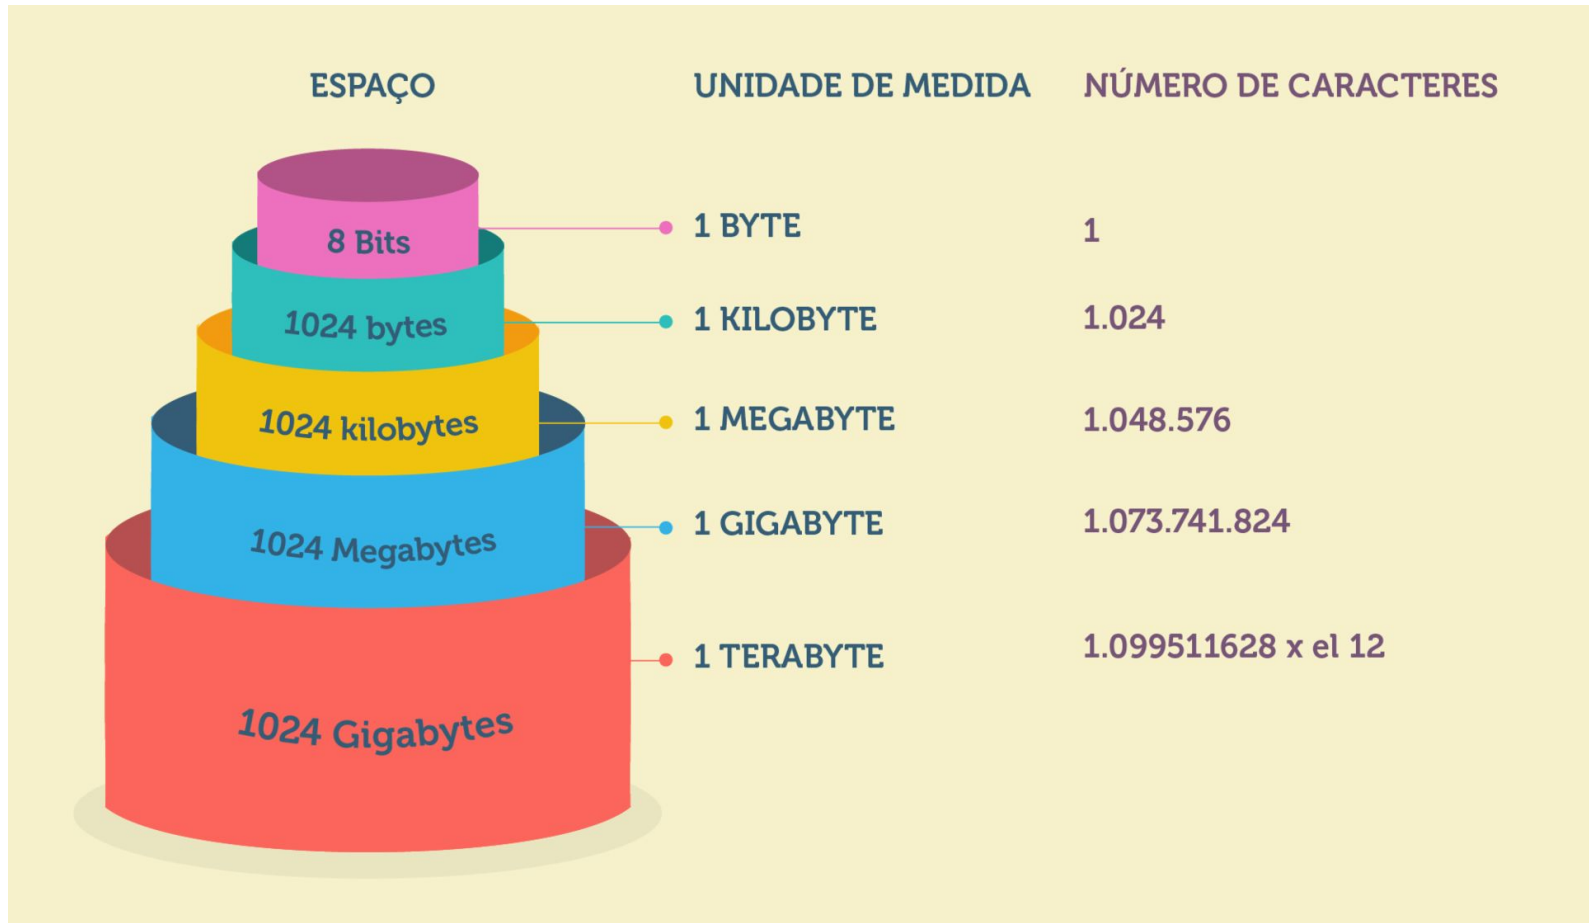 ESPAÇO UNIDADE DE MEDIDA NÚMERO DE CARACTERES
8 Bits 1 BYTE 1
1024 bytes 1 KILOBYTE 1.024
1024 kilobytes 1 MEGABYTE 1.048.576
1024 Megabytes 1 GIGABYTE 1.073.741.824
1024 Gigabytes 1 TERABYTE 1.099511628 x el 12